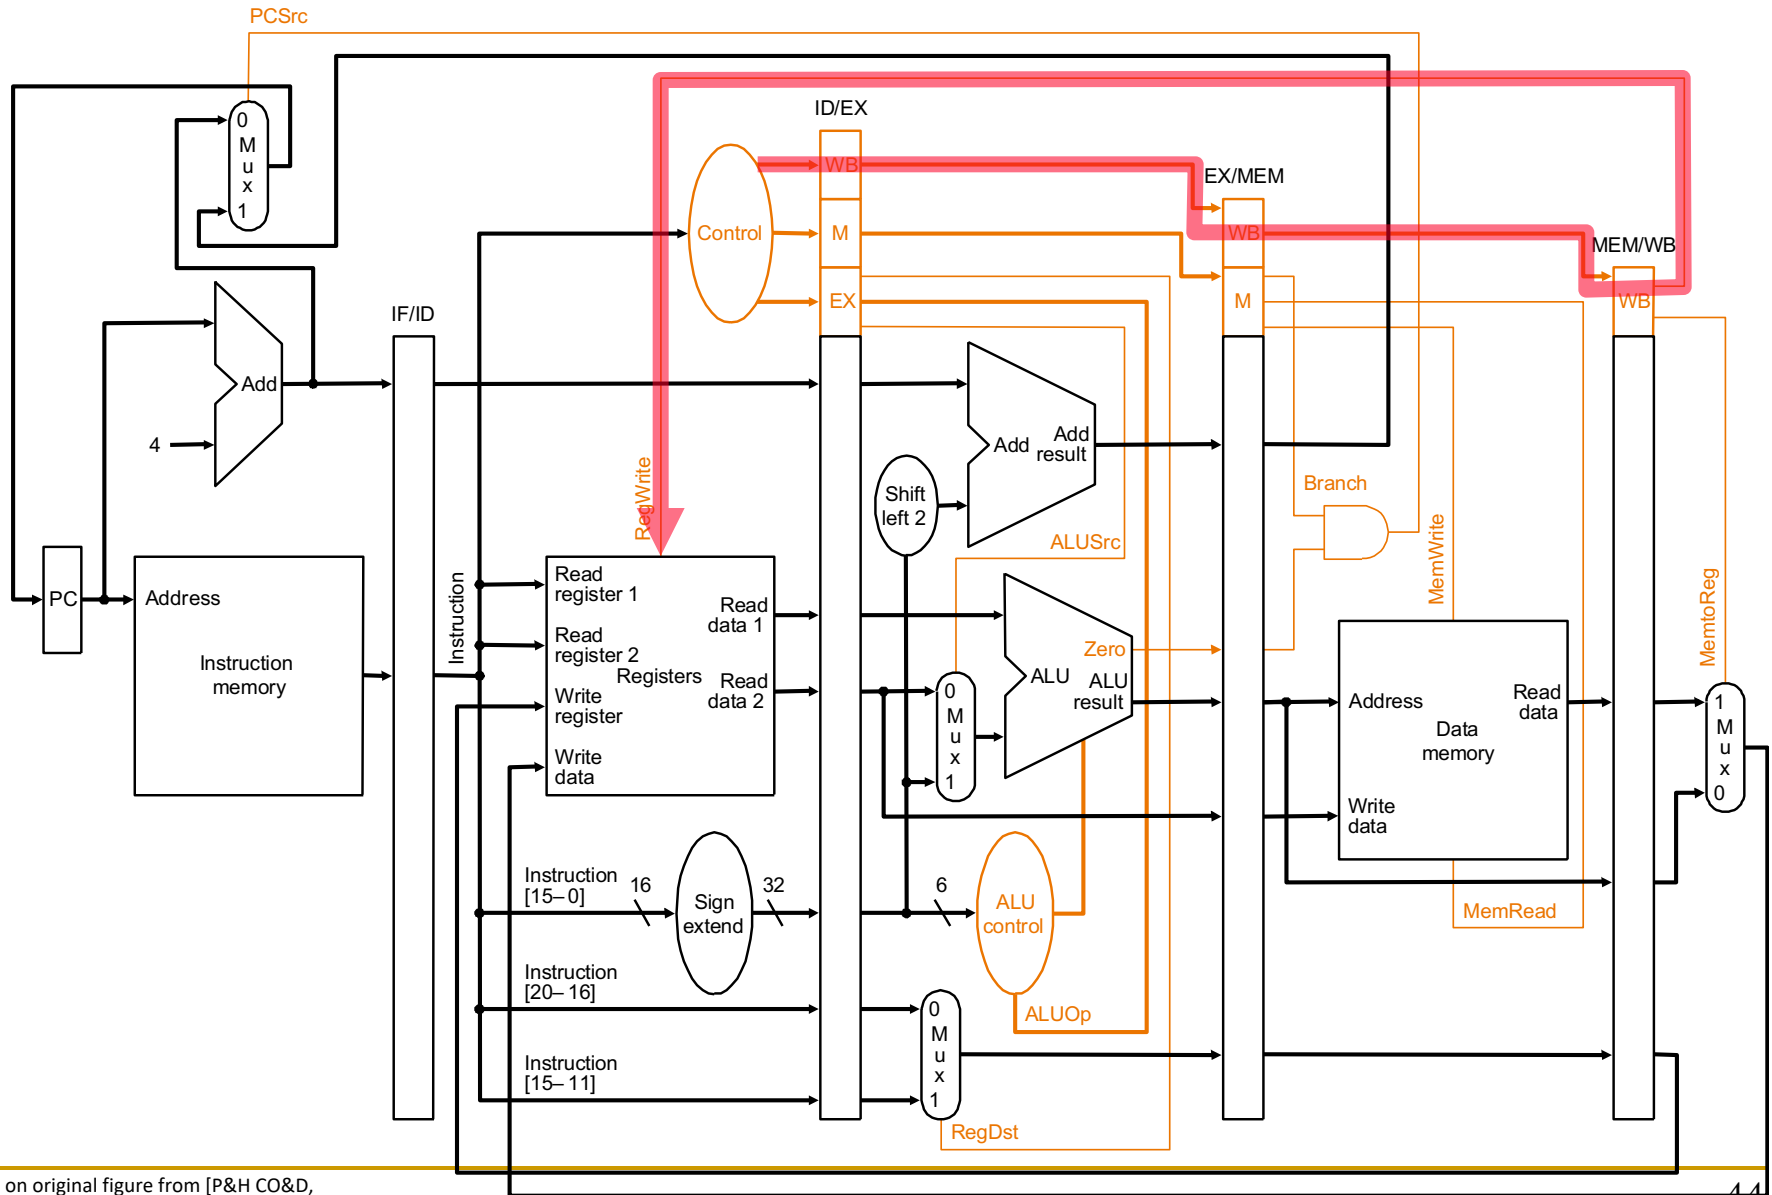 PCSrc
ID/EX
0
M
u
x
1
WB
EX/MEM
Control
M
WB
MEM/WB
EX
M
WB
IF/ID
Add
4
Add
Add
result
RegWrite
Shift
left 2
Branch
ALUSrc
MemWrite
MemtoReg
PC
Address
Instruction
memory
Instruction
Read
register 1
Read
register 2
Registers
Write
register
Write
data
Read
data 1
Read
data 2
0
M
u
x
1
Zero
ALU
ALU
result
Address
Read
data
Data
memory
Write
data
1
M
u
x
0
Instruction
[15–0]
16
Sign
extend
32
6
ALU
control
MemRead
Instruction
[20–16]
0
M
u
x
1
ALUOp
Instruction
[15–11]
RegDst
on original figure from [P&H CO&D,